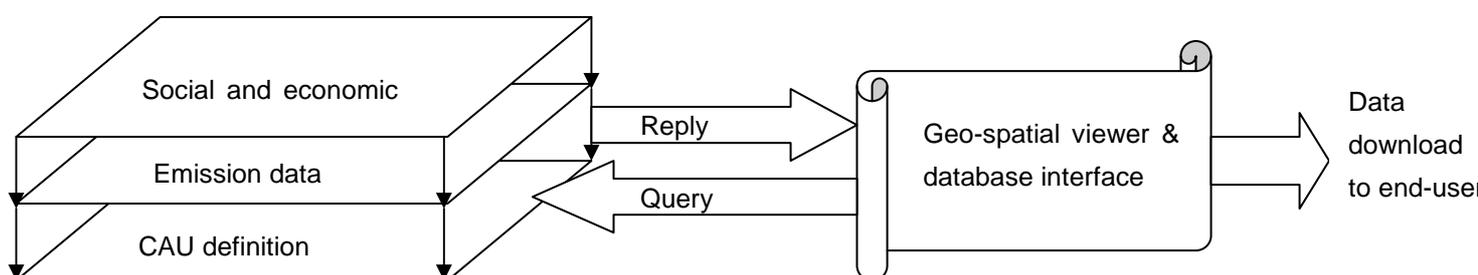 Social and economic
Emission data
CAU definition
Reply
Query
Geo-spatial viewer &
database interface
Data
download
to end-user